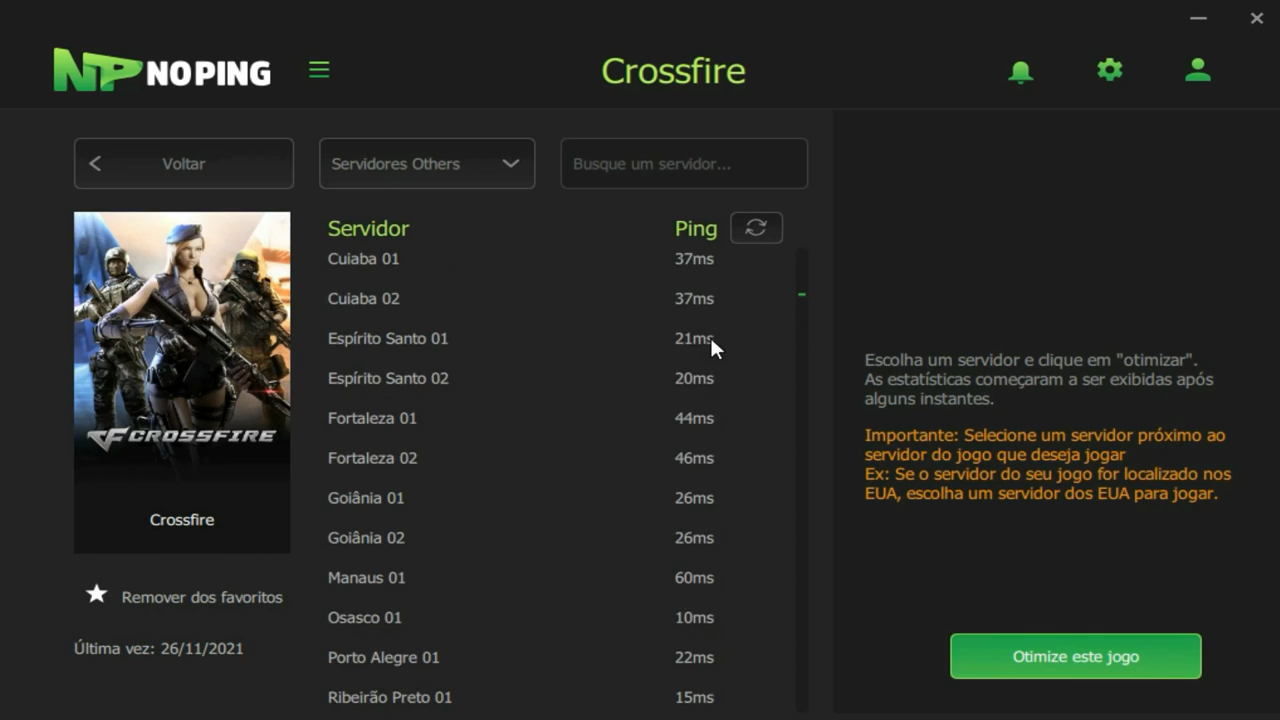 NP NOPING
Crossfire
Voltar
Servidores Others
Busque um servidor...
Servidor Ping
Cuiaba 01 37ms
Cuiaba 02 37ms
Espírito Santo 01 21ms
Espírito Santo 02 20ms
Fortaleza 01 44ms
Fortaleza 02 46ms
Goiânia 01 26ms
Goiânia 02 26ms
Manaus 01 60ms
Osasco 01 10ms
Porto Alegre 01 22ms
Ribeirão Preto 01 15ms
CF CROSSFIRE
Crossfire
Remover dos favoritos
Última vez: 26/11/2021
Escolha um servidor e clique em "otimizar".
As estatísticas começaram a ser exibidas após
alguns instantes.
Importante: Selecione um servidor próximo ao
servidor do jogo que deseja jogar
Ex: Se o servidor do seu jogo for localizado nos
EUA, escolha um servidor dos EUA para jogar.
Otimize este jogo